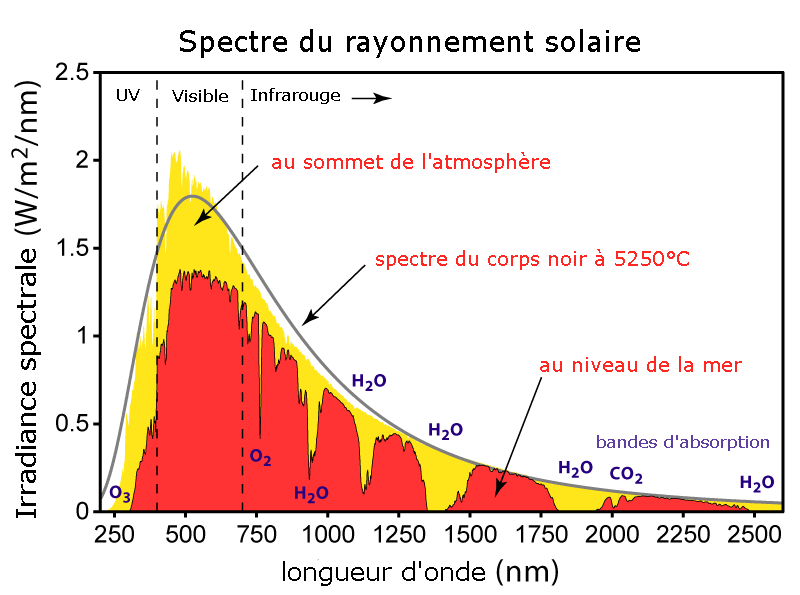 Spectre du rayonnement solaire
Irradiance spectrale (W/m²/nm)
2.5
2
1.5
1
0.5
0
UV
Visible
Infrarouge
au sommet de l'atmosphère
spectre du corps noir à 5250°C
au niveau de la mer
bandes d'absorption
O₃
O₂
H₂O
H₂O
H₂O
H₂O
CO₂
H₂O
250 500 750 1000 1250 1500 1750 2000 2250 2500
longueur d'onde (nm)